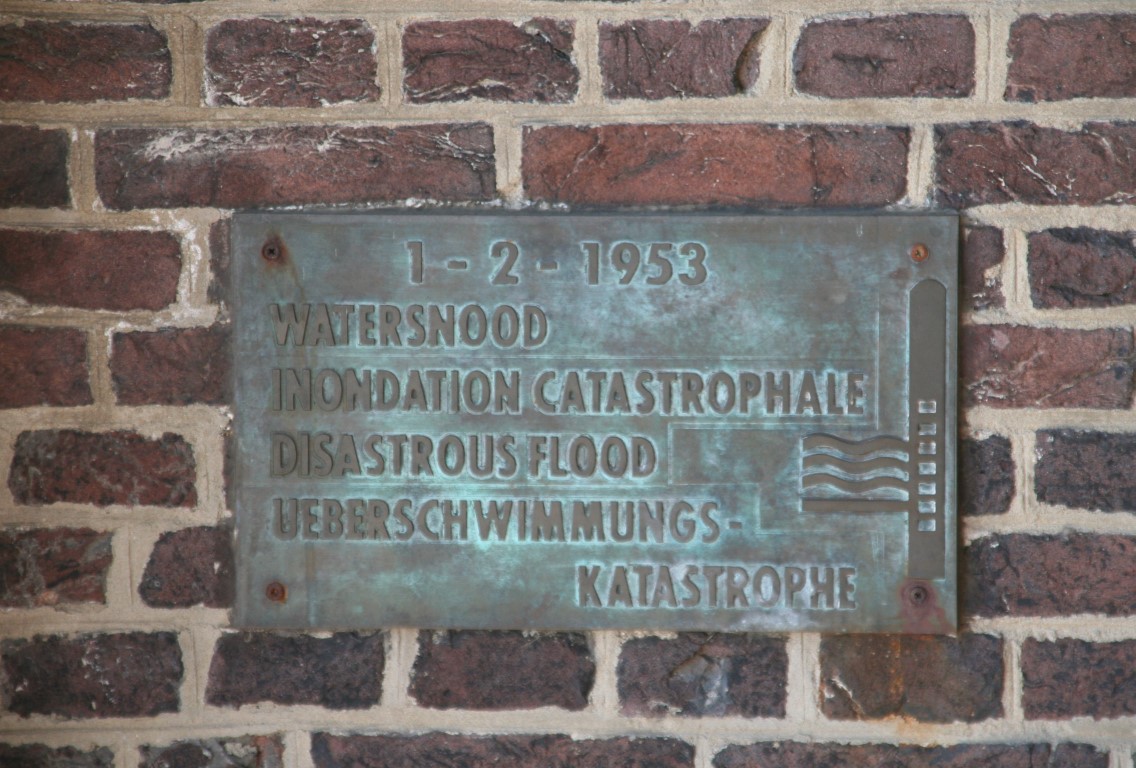 1 - 2 - 1953
WATERSNOOD
INONDATION CATASTROPHALE
DISASTROUS FLOOD
UEBERSCHWIMMUNGS-
KATASTROPHE